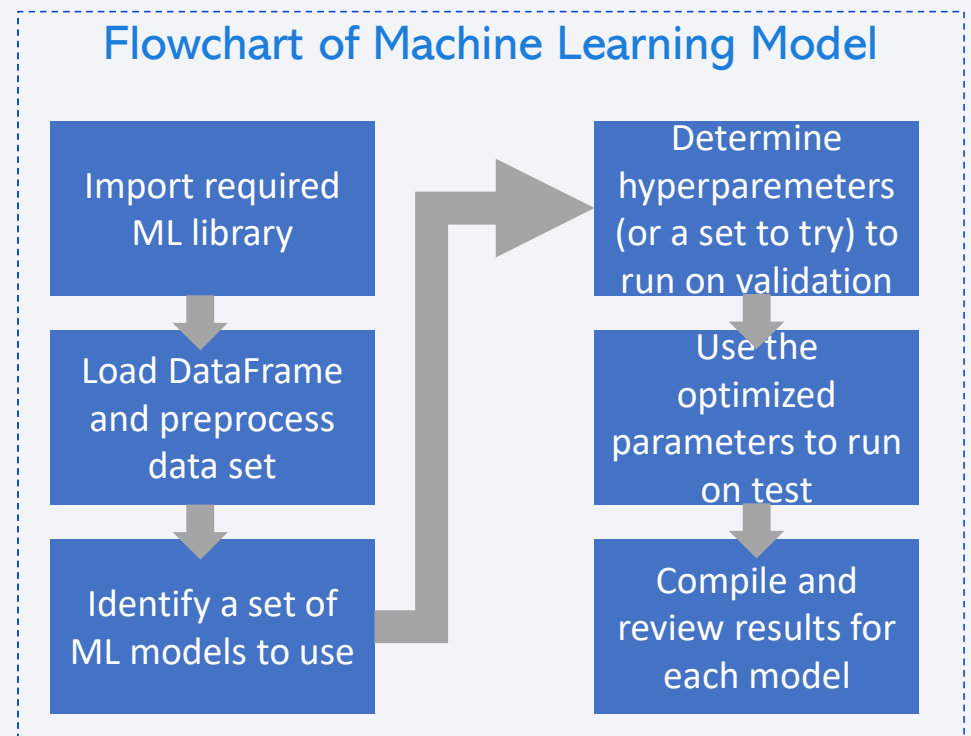 Flowchart of Machine Learning Model
Import required
ML library
Load DataFrame
and preprocess
data set
Identify a set of
ML models to use
Determine
hyperparemeters
(or a set to try) to
run on validation
Use the
optimized
parameters to run
on test
Compile and
review results for
each model